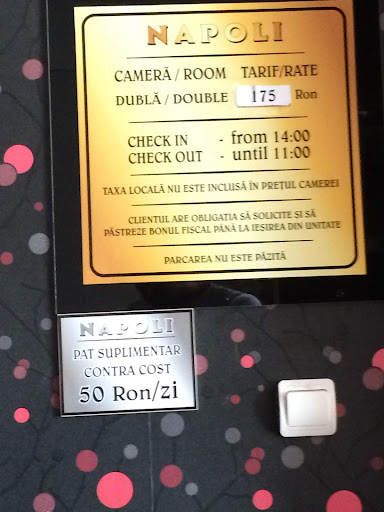 NAPOLI
CAMERĂ / ROOM TARIF/RATE
DUBLĂ / DOUBLE 175 Ron
CHECK IN - from 14:00
CHECK OUT - until 11:00
TAXA LOCALĂ NU ESTE INCLUSĂ IN PREȚUL CAMEREI
CLIENTUL ARE OBLIGAȚIA SĂ SOLICITE ȘI SĂ
PĂSTREZE BONUL FISCAL PÂNĂ LA IEȘIREA DIN UNITATE
PARCAREA NU ESTE PĂZITĂ
NAPOLI
PAT SUPLIMENTAR
CONTRA COST
50 Ron/zi